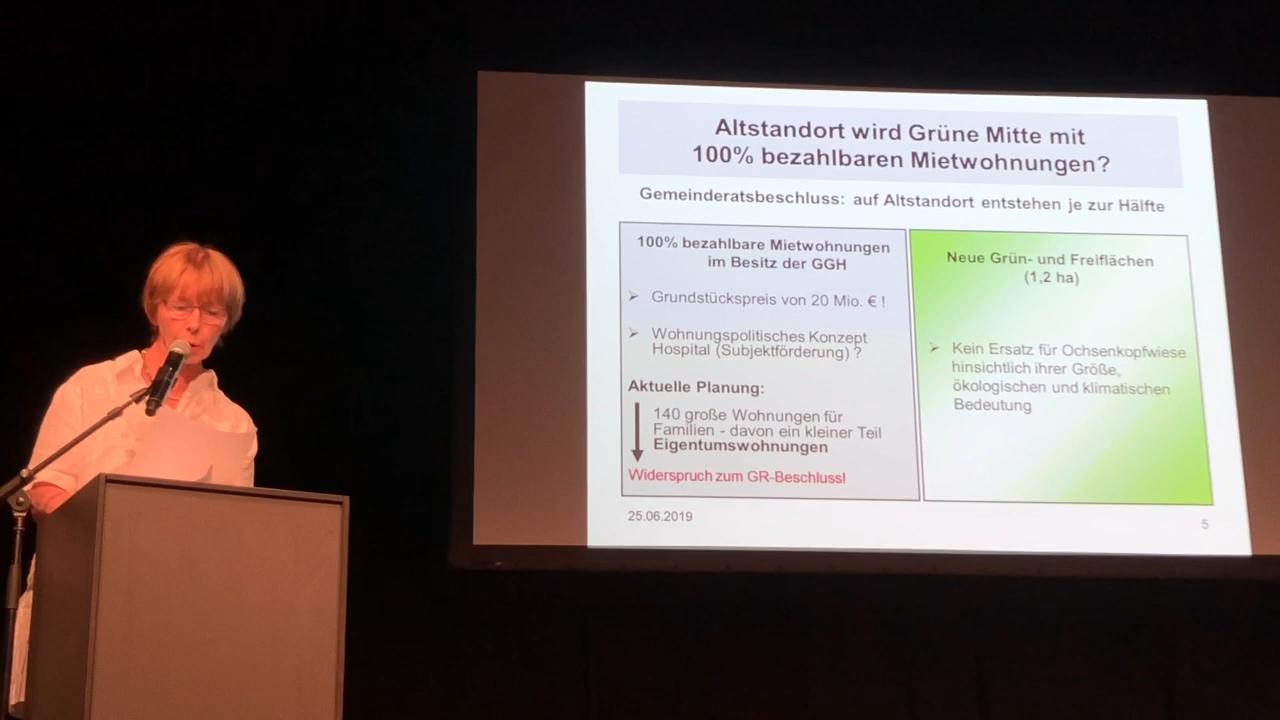 Altstandort wird Grüne Mitte mit
100% bezahlbaren Mietwohnungen?
Gemeinderatsbeschluss: auf Altstandort entstehen je zur Hälfte
100% bezahlbare Mietwohnungen
im Besitz der GGH
➢ Grundstückspreis von 20 Mio. € !
➢ Wohnungspolitisches Konzept
Hospital (Subjektförderung) ?
Aktuelle Planung:
140 große Wohnungen für
Familien - davon ein kleiner Teil
Eigentumswohnungen
Widerspruch zum GR-Beschluss!
Neue Grün- und Freiflächen
(1,2 ha)
➢ Kein Ersatz für Ochsenkopfwiese
hinsichtlich ihrer Größe,
ökologischen und klimatischen
Bedeutung
25.06.2019
5